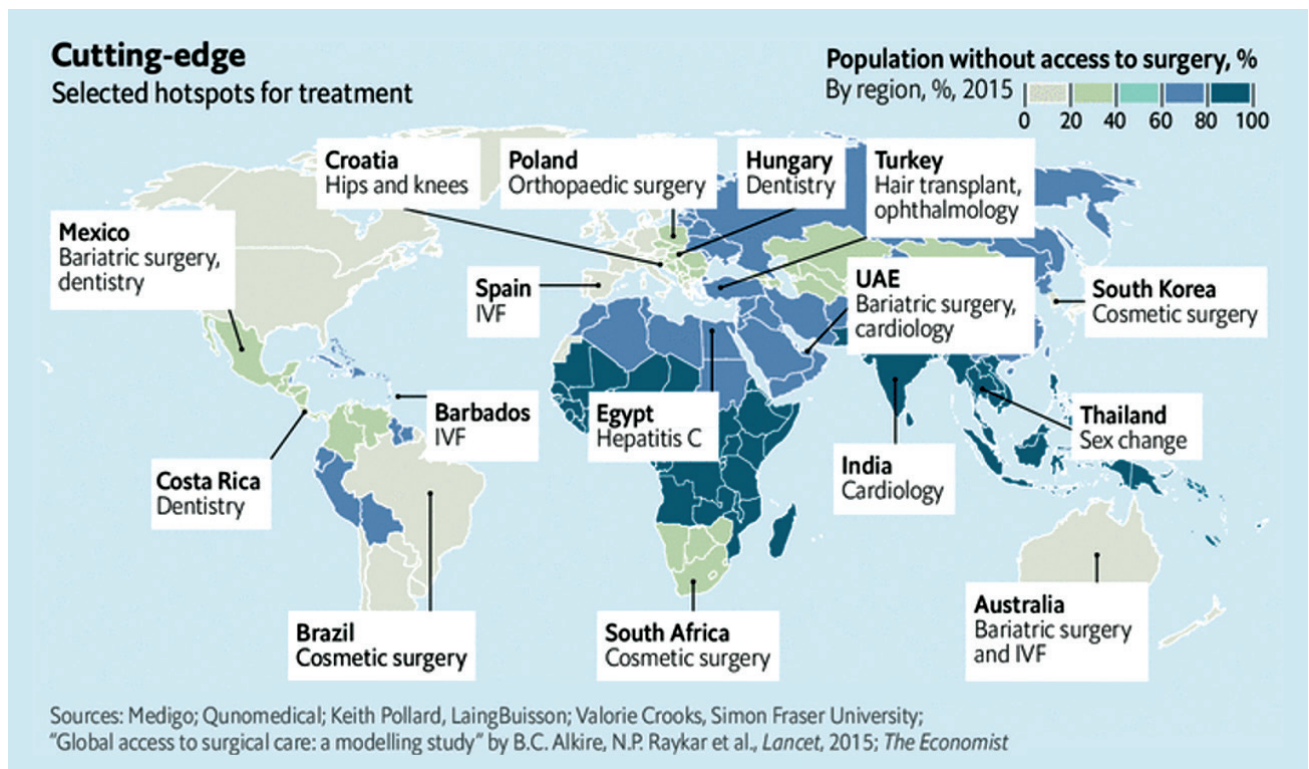 Cutting-edge
Selected hotspots for treatment
Population without access to surgery, %
By region, %, 2015
0 20 40 60 80 100
Croatia
Hips and knees
Poland
Orthopaedic surgery
Hungary
Dentistry
Turkey
Hair transplant,
ophthalmology
Mexico
Bariatric surgery,
dentistry
Spain
IVF
UAE
Bariatric surgery,
cardiology
South Korea
Cosmetic surgery
Barbados
IVF
Egypt
Hepatitis C
Thailand
Sex change
Costa Rica
Dentistry
India
Cardiology
Brazil
Cosmetic surgery
South Africa
Cosmetic surgery
Australia
Bariatric surgery
and IVF
Sources: Medigo; Qunomedical; Keith Pollard, LaingBuisson; Valorie Crooks, Simon Fraser University;
“Global access to surgical care: a modelling study” by B.C. Alkire, N.P. Raykar et al., Lancet, 2015; The Economist